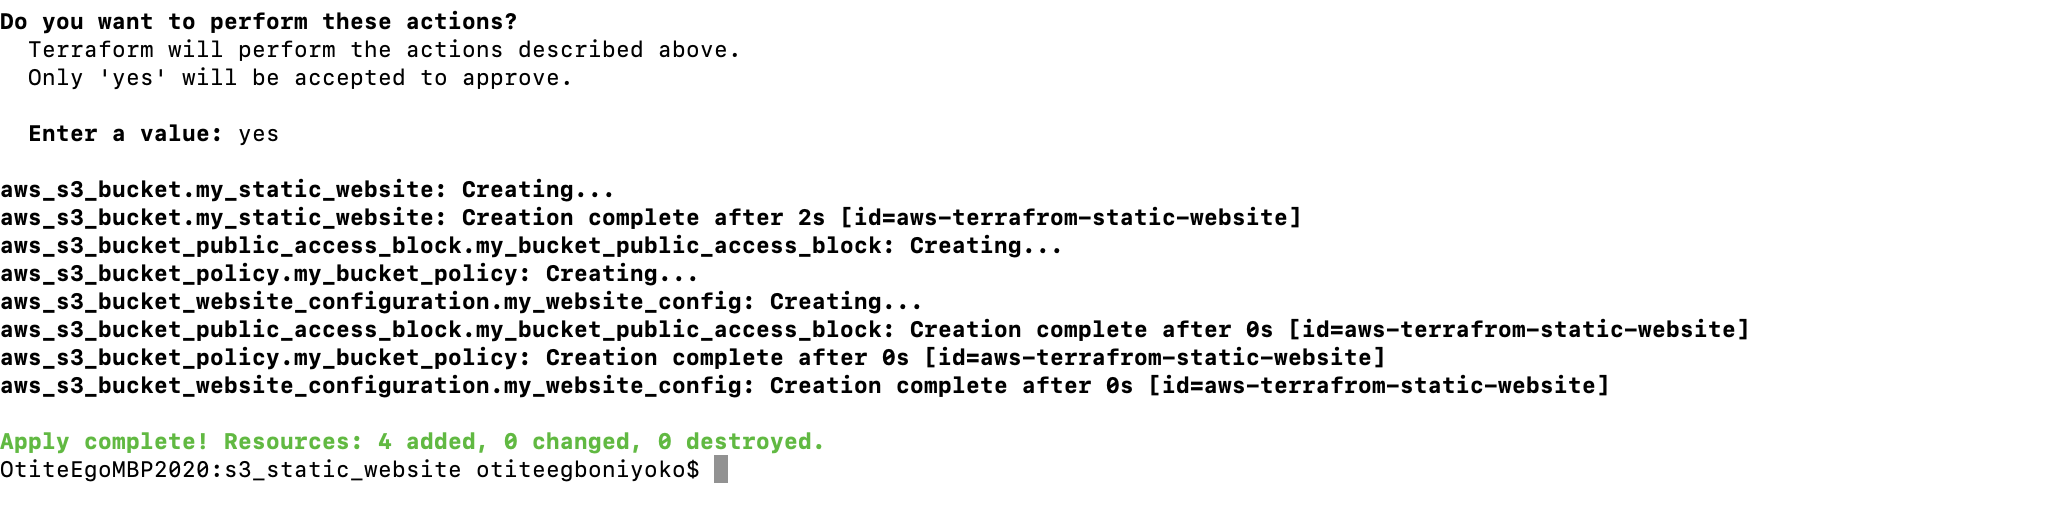 Do you want to perform these actions?
Terraform will perform the actions described above.
Only 'yes' will be accepted to approve.
Enter a value: yes
aws_s3_bucket.my_static_website: Creating...
aws_s3_bucket.my_static_website: Creation complete after 2s [id=aws-terrafrom-static-website]
aws_s3_bucket_public_access_block.my_bucket_public_access_block: Creating...
aws_s3_bucket_policy.my_bucket_policy: Creating...
aws_s3_bucket_website_configuration.my_website_config: Creating...
aws_s3_bucket_public_access_block.my_bucket_public_access_block: Creation complete after 0s [id=aws-terrafrom-static-website]
aws_s3_bucket_policy.my_bucket_policy: Creation complete after 0s [id=aws-terrafrom-static-website]
aws_s3_bucket_website_configuration.my_website_config: Creation complete after 0s [id=aws-terrafrom-static-website]
Apply complete! Resources: 4 added, 0 changed, 0 destroyed.
OtiteEgoMBP2020:s3_static_website otiteegboniyoko$